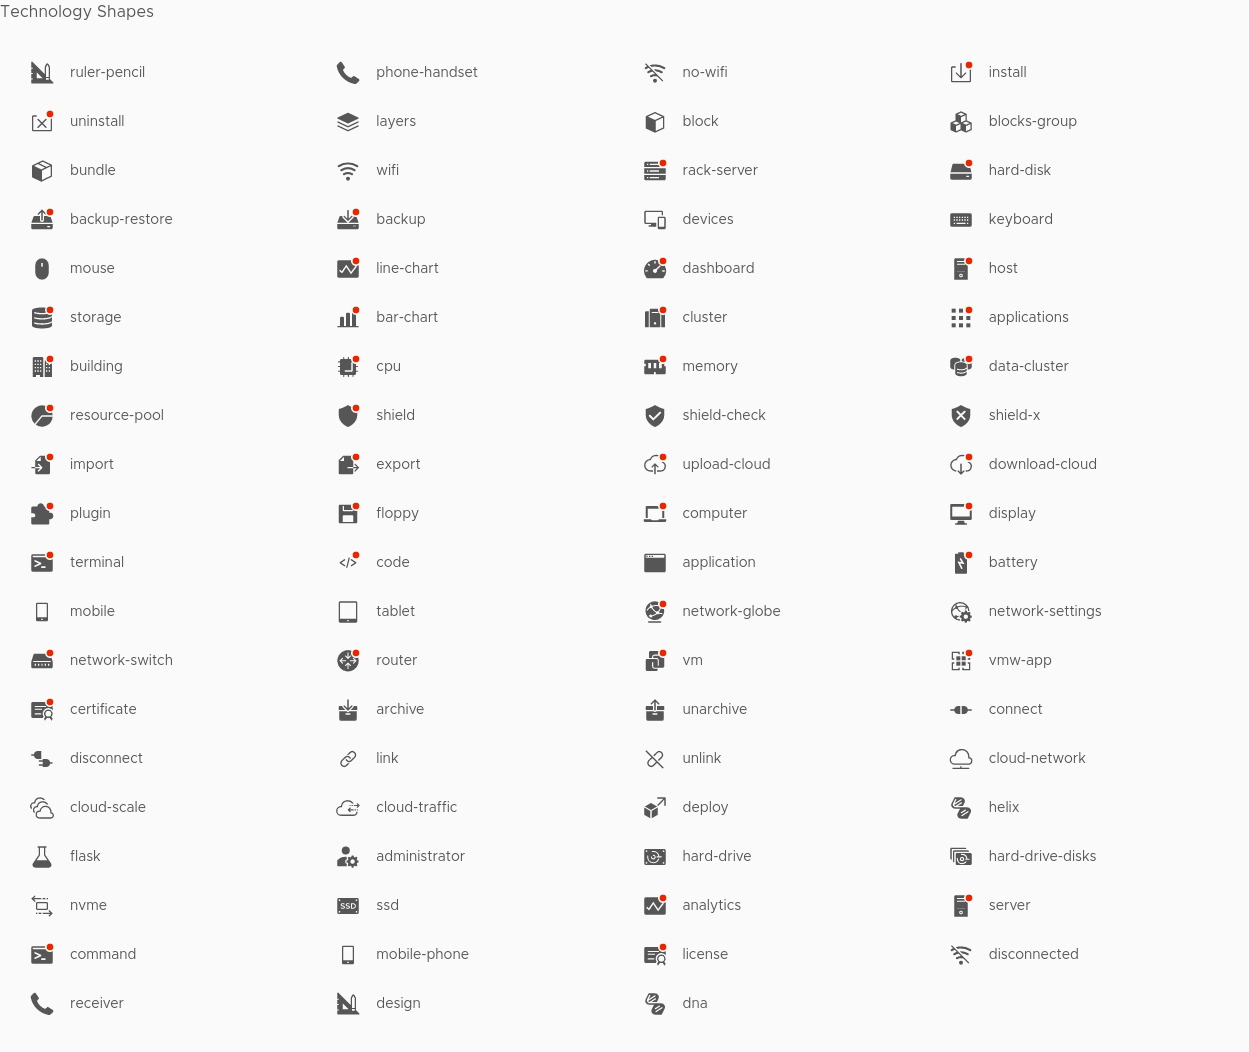 Technology Shapes
ruler-pencil phone-handset no-wifi install
uninstall layers block blocks-group
bundle wifi rack-server hard-disk
backup-restore backup devices keyboard
mouse line-chart dashboard host
storage bar-chart cluster applications
building cpu memory data-cluster
resource-pool shield shield-check shield-x
import export upload-cloud download-cloud
plugin floppy computer display
terminal code application battery
mobile tablet network-globe network-settings
network-switch router vm vmw-app
certificate archive unarchive connect
disconnect link unlink cloud-network
cloud-scale cloud-traffic deploy helix
flask administrator hard-drive hard-drive-disks
nvme SSD ssd analytics server
command mobile-phone license disconnected
receiver design dna